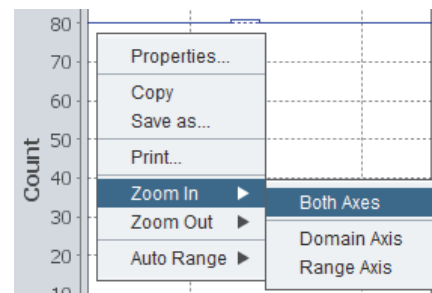 80
70
60
50
40
30
20
10
Count
Properties...
Copy
Save as...
Print...
Zoom In
Zoom Out
Auto Range
Both Axes
Domain Axis
Range Axis